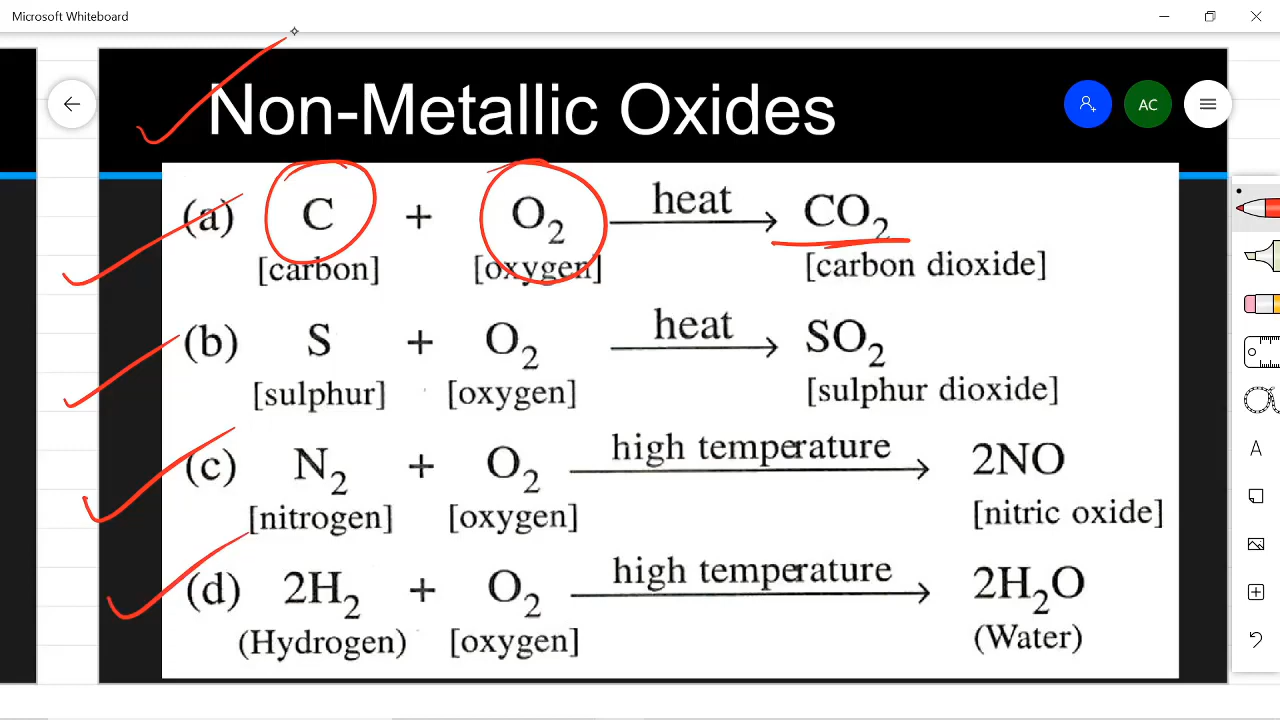 Microsoft Whiteboard
Non-Metallic Oxides
AC
(a) C + O₂ heat → CO₂
[carbon] [oxygen] [carbon dioxide]
(b) S + O₂ heat → SO₂
[sulphur] [oxygen] [sulphur dioxide]
(c) N₂ + O₂ high temperature → 2NO
[nitrogen] [oxygen] [nitric oxide]
(d) 2H₂ + O₂ high temperature → 2H₂O
(Hydrogen) [oxygen] (Water)
A